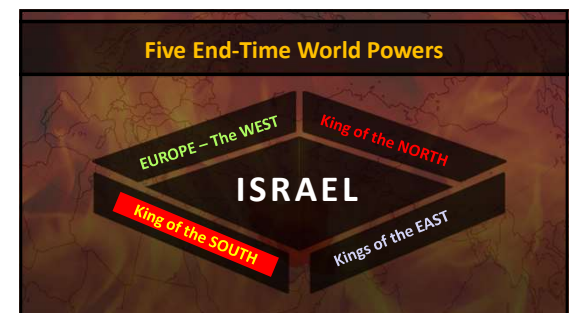 Five End-Time World Powers
EUROPE – The WEST
King of the NORTH
ISRAEL
King of the SOUTH
Kings of the EAST